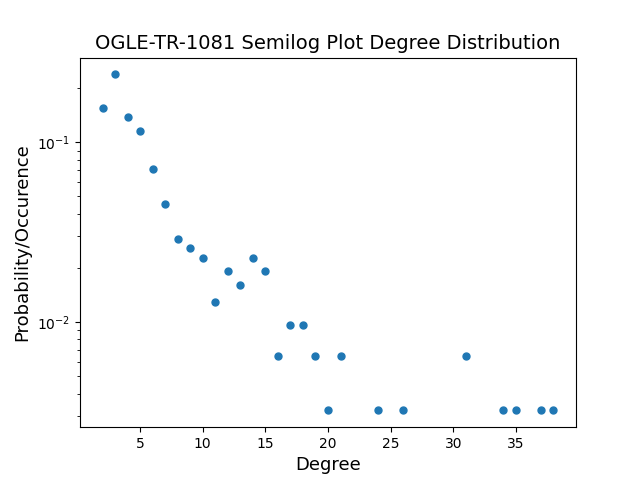 OGLE-TR-1081 Semilog Plot Degree Distribution
Probability/Occurence
10⁻¹
10⁻²
5 10 15 20 25 30 35
Degree